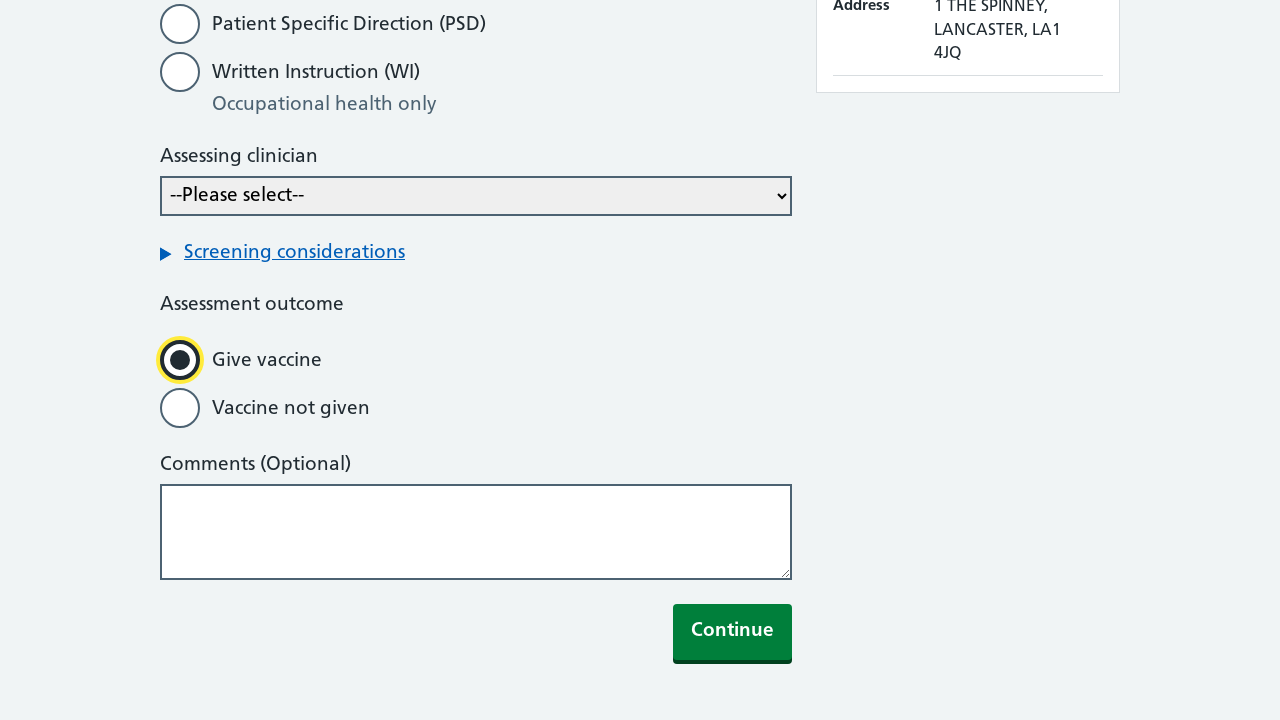 Patient Specific Direction (PSD)
Written Instruction (WI)
Occupational health only
Assessing clinician
--Please select--
Screening considerations
Assessment outcome
Give vaccine
Vaccine not given
Comments (Optional)
Continue
Address
1 THE SPINNEY,
LANCASTER, LA1
4JQ